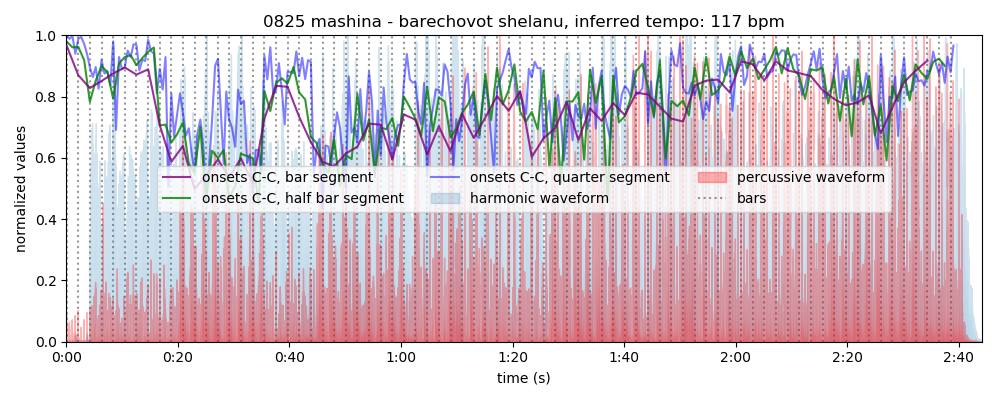 0825 mashina - barechovot shelanu, inferred tempo: 117 bpm
normalized values
1.0
0.8
0.6
0.4
0.2
0.0
onsets C-C, bar segment
onsets C-C, half bar segment
onsets C-C, quarter segment
harmonic waveform
percussive waveform
bars
0:00 0:20 0:40 1:00 1:20 1:40 2:00 2:20 2:40
time (s)